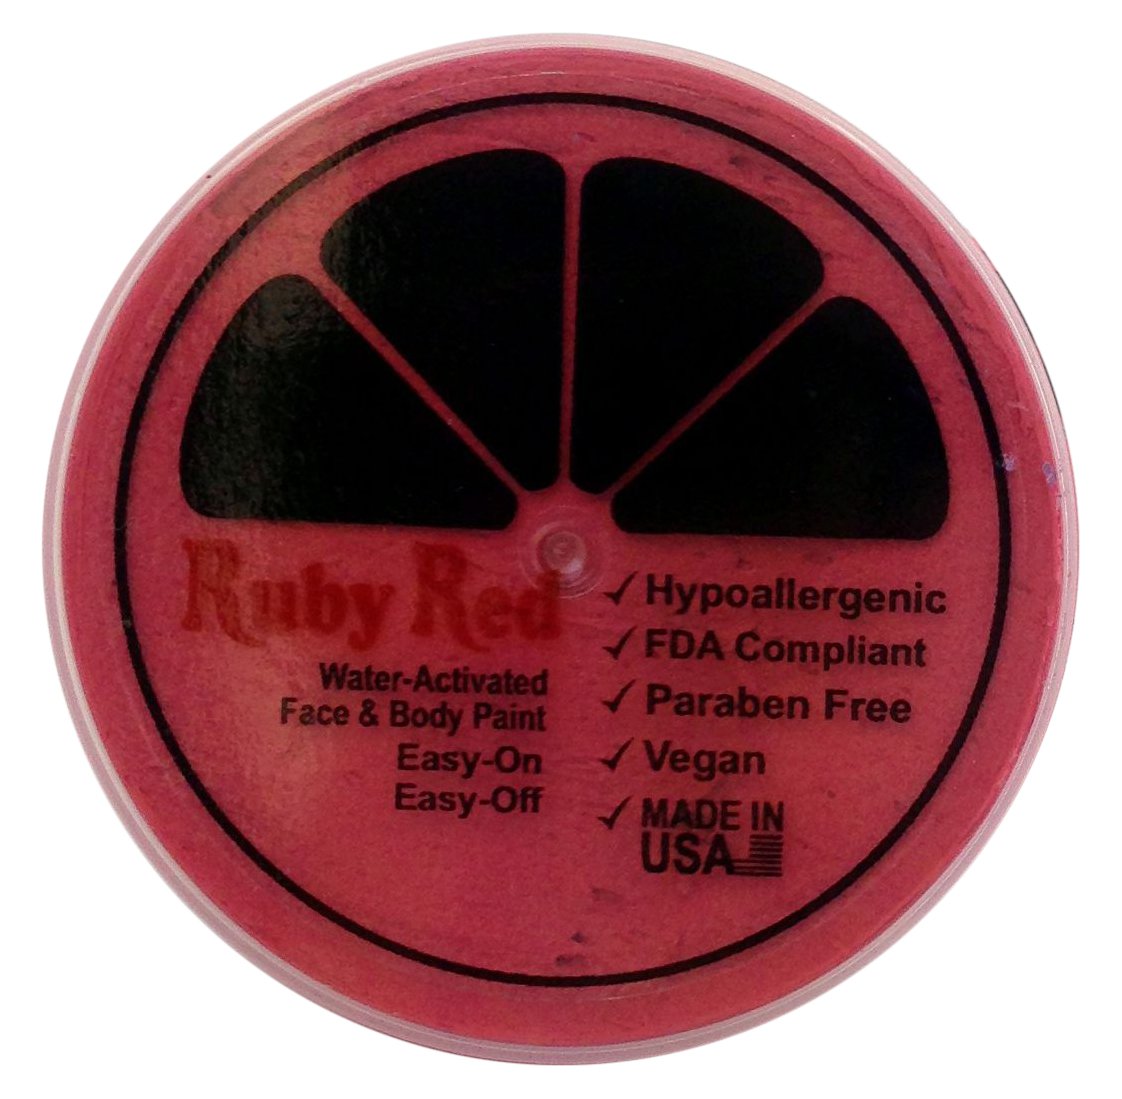 Ruby Red
Water-Activated
Face & Body Paint
Easy-On
Easy-Off
✓ Hypoallergenic
✓ FDA Compliant
✓ Paraben Free
✓ Vegan
✓ MADE IN
USA